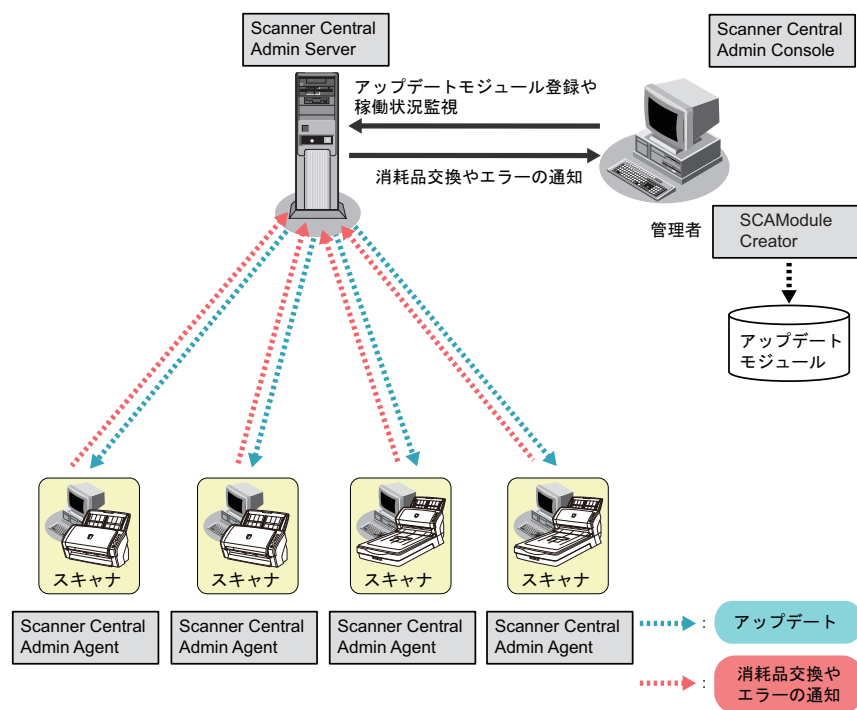 Scanner Central
Admin Server
Scanner Central
Admin Console
アップデートモジュール登録や
稼働状況監視
消耗品交換やエラーの通知
管理者
SCAModule
Creator
アップデート
モジュール
スキャナ
スキャナ
スキャナ
スキャナ
Scanner Central
Admin Agent
Scanner Central
Admin Agent
Scanner Central
Admin Agent
Scanner Central
Admin Agent
: アップデート
: 消耗品交換や
エラーの通知